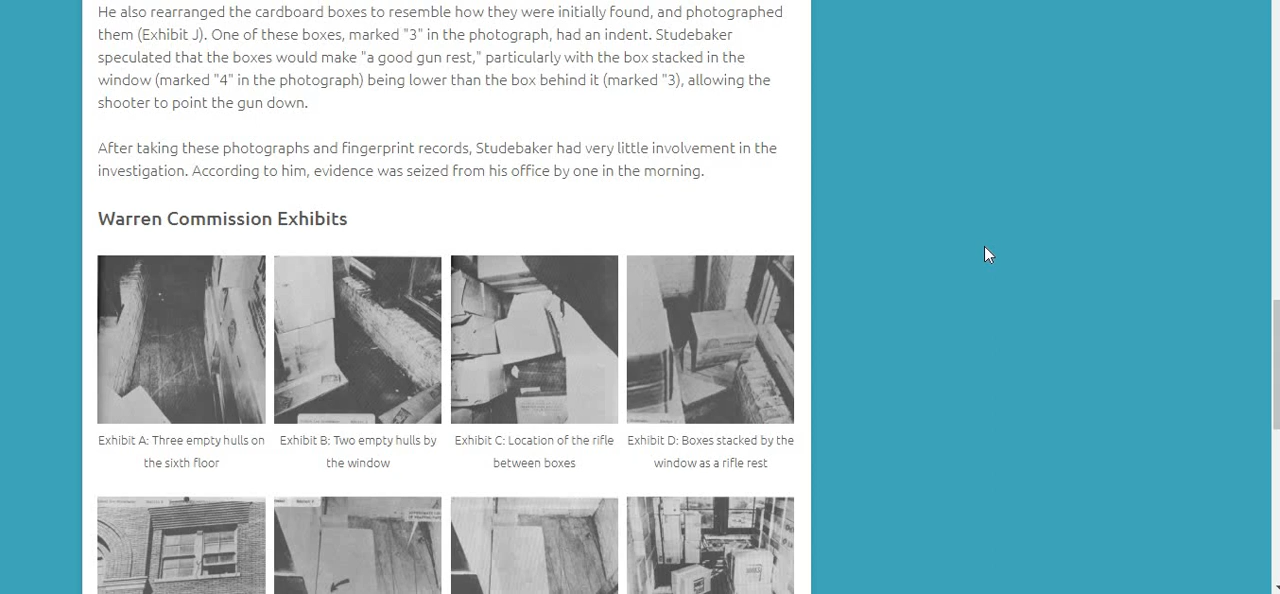 He also rearranged the cardboard boxes to resemble how they were initially found, and photographed
them (Exhibit J). One of these boxes, marked "3" in the photograph, had an indent. Studebaker
speculated that the boxes would make "a good gun rest," particularly with the box stacked in the
window (marked "4" in the photograph) being lower than the box behind it (marked "3), allowing the
shooter to point the gun down.
After taking these photographs and fingerprint records, Studebaker had very little involvement in the
investigation. According to him, evidence was seized from his office by one in the morning.
Warren Commission Exhibits
Exhibit A: Three empty hulls on
the sixth floor
Exhibit B: Two empty hulls by
the window
Exhibit C: Location of the rifle
between boxes
Exhibit D: Boxes stacked by the
window as a rifle rest